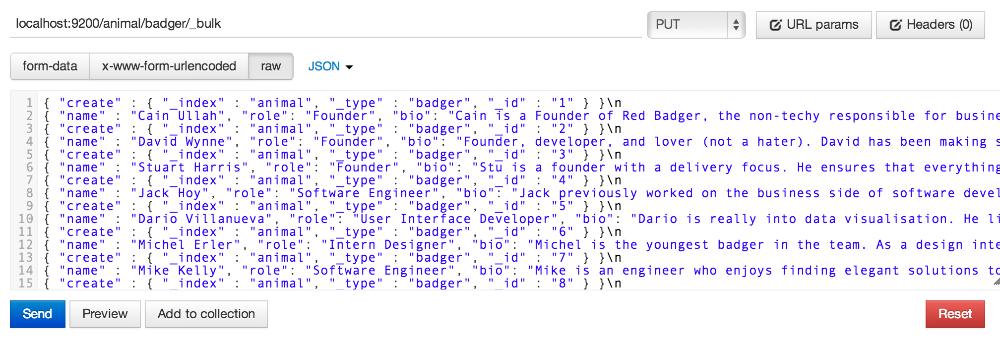 localhost:9200/animal/badger/_bulk PUT URL params Headers (0)
form-data x-www-form-urlencoded raw JSON
1 { "create" : { "_index" : "animal", "_type" : "badger", "_id" : "1" } }\n
2 { "name" : "Cain Ullah", "role": "Founder", "bio": "Cain is a Founder of Red Badger, the non-techy responsible for busine
3 { "create" : { "_index" : "animal", "_type" : "badger", "_id" : "2" } }\n
4 { "name" : "David Wynne", "role": "Founder", "bio": "Founder, developer, and lover (not a hater). David has been making s
5 { "create" : { "_index" : "animal", "_type" : "badger", "_id" : "3" } }\n
6 { "name" : "Stuart Harris", "role": "Founder", "bio": "Stu is a founder with a delivery focus. He ensures that everything
7 { "create" : { "_index" : "animal", "_type" : "badger", "_id" : "4" } }\n
8 { "name" : "Jack Hoy", "role": "Software Engineer", "bio": "Jack previously worked on the business side of software devel
9 { "create" : { "_index" : "animal", "_type" : "badger", "_id" : "5" } }\n
10 { "name" : "Dario Villanueva", "role": "User Interface Developer", "bio": "Dario is really into data visualisation. He li
11 { "create" : { "_index" : "animal", "_type" : "badger", "_id" : "6" } }\n
12 { "name" : "Michel Erler", "role": "Intern Designer", "bio": "Michel is the youngest badger in the team. As a design inte
13 { "create" : { "_index" : "animal", "_type" : "badger", "_id" : "7" } }\n
14 { "name" : "Mike Kelly", "role": "Software Engineer", "bio": "Mike is an engineer who enjoys finding elegant solutions to
15 { "create" : { "_index" : "animal", "_type" : "badger", "_id" : "8" } }\n
Send Preview Add to collection Reset